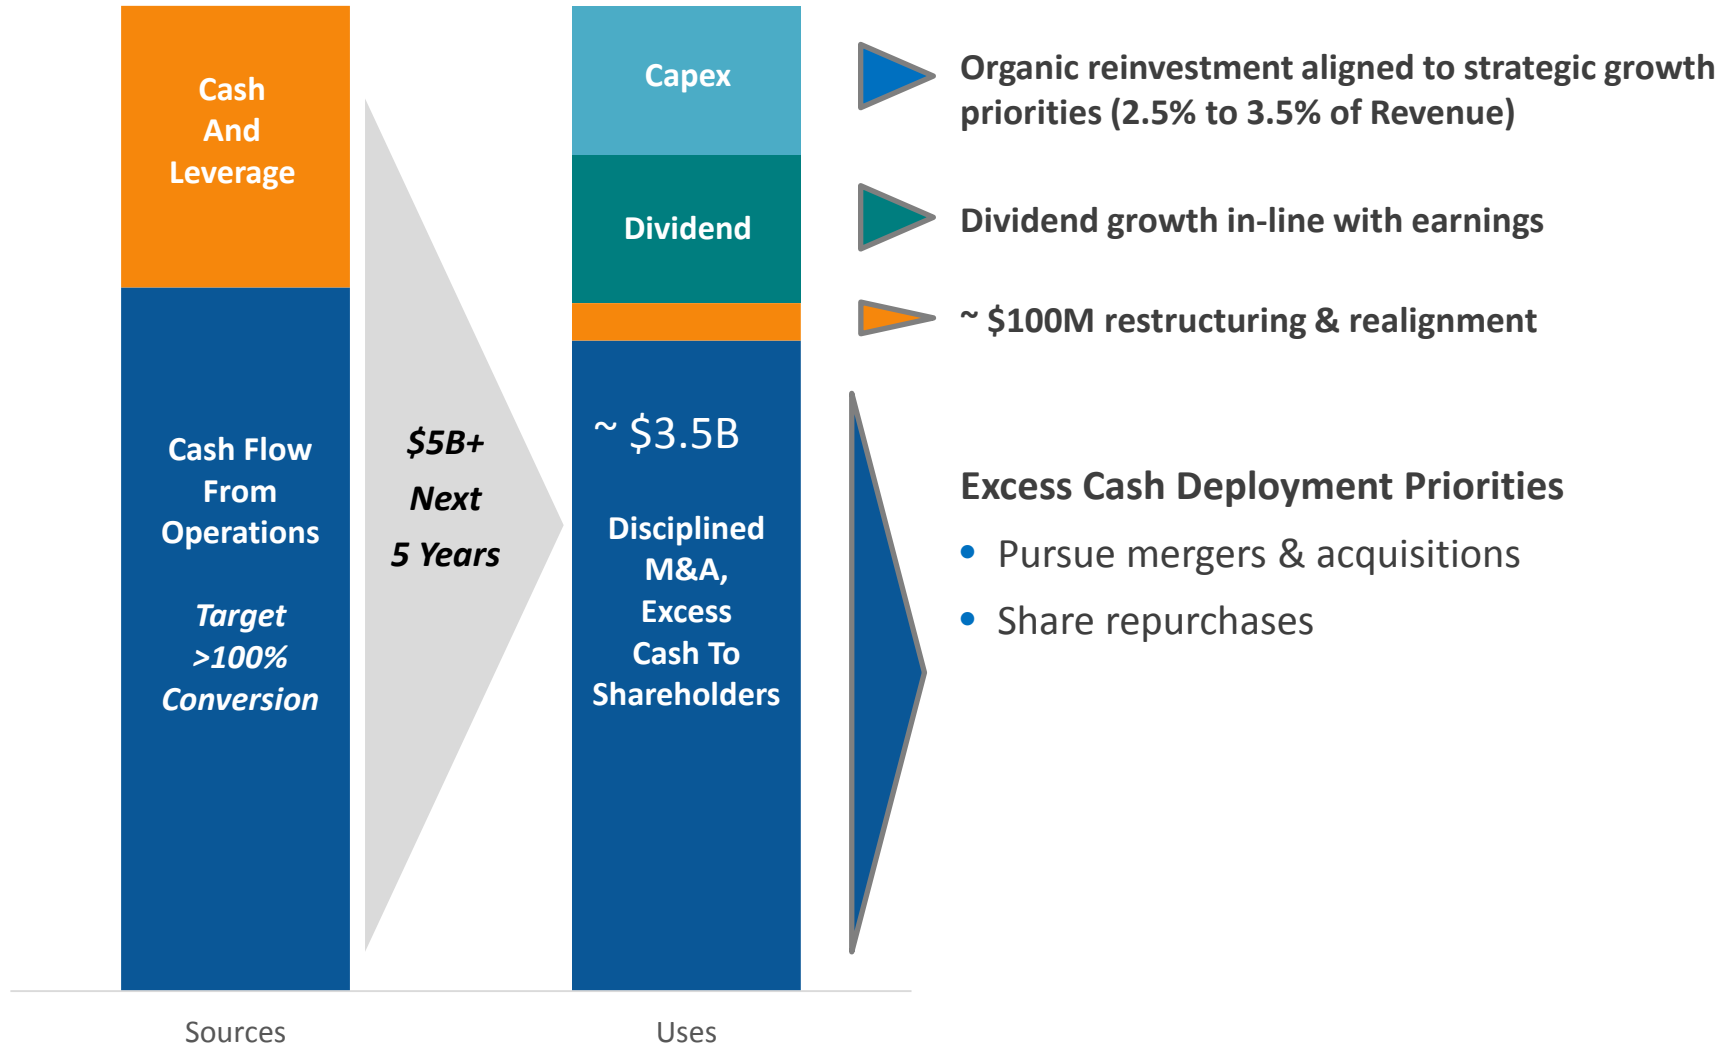 Cash
And
Leverage
Cash Flow
From
Operations
Target
>100%
Conversion
$5B+
Next
5 Years
Capex
Dividend
~ $3.5B
Disciplined
M&A,
Excess
Cash To
Shareholders
Organic reinvestment aligned to strategic growth
priorities (2.5% to 3.5% of Revenue)
Dividend growth in-line with earnings
~ $100M restructuring & realignment
Excess Cash Deployment Priorities
• Pursue mergers & acquisitions
• Share repurchases
Sources
Uses